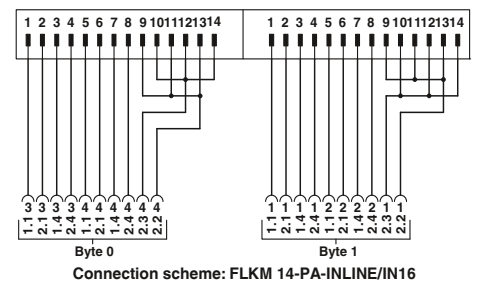 1 2 3 4 5 6 7 8 9 10 11 12 13 14
1 2 3 4 5 6 7 8 9 10 11 12 13 14
3 3 3 3 4 4 4 4 4 4
1.1 2.1 1.4 2.4 1.1 2.1 1.4 2.4 2.3 2.2
1 1 1 1 2 2 2 2 1 1
1.1 2.1 1.4 2.4 1.1 2.1 1.4 2.4 2.3 2.2
Byte 0
Byte 1
Connection scheme: FLKM 14-PA-INLINE/IN16